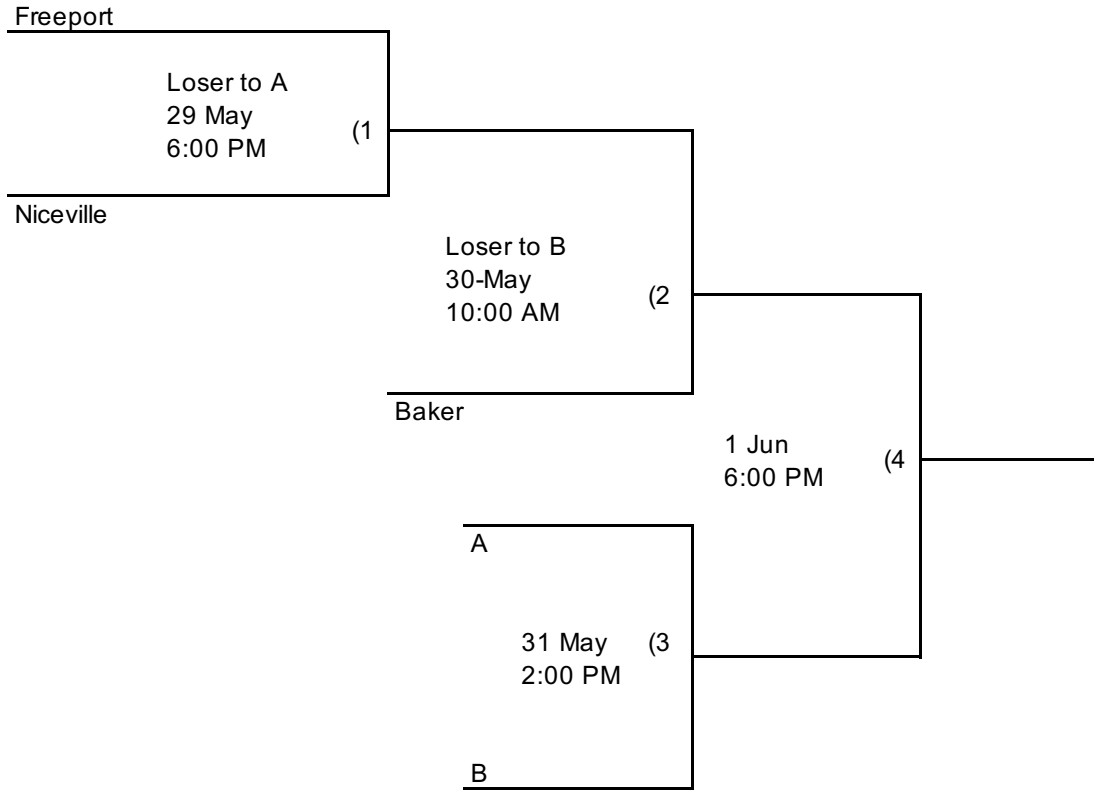 Freeport
Loser to A
29 May
6:00 PM
(1
Niceville
Loser to B
30-May
10:00 AM
(2
Baker
1 Jun
6:00 PM
(4
A
31 May
2:00 PM
(3
B